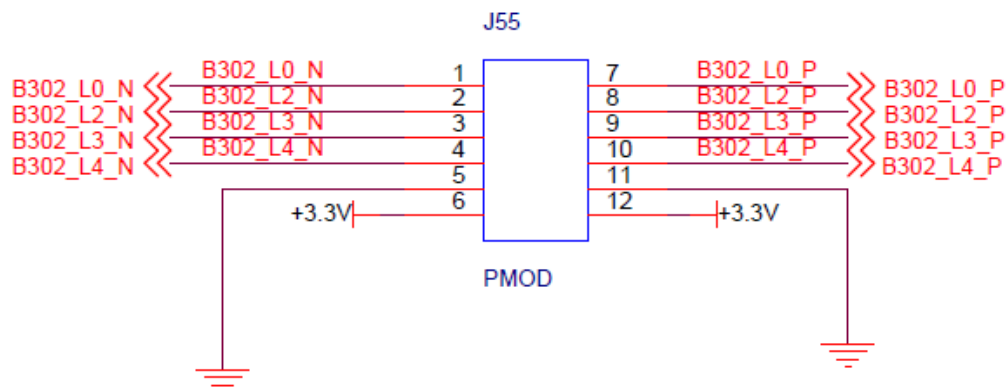 J55
B302_L0_N B302_L0_N 1 7 B302_L0_P B302_L0_P
B302_L2_N B302_L2_N 2 8 B302_L2_P B302_L2_P
B302_L3_N B302_L3_N 3 9 B302_L3_P B302_L3_P
B302_L4_N B302_L4_N 4 10 B302_L4_P B302_L4_P
5 11
+3.3V 6 12 +3.3V
PMOD